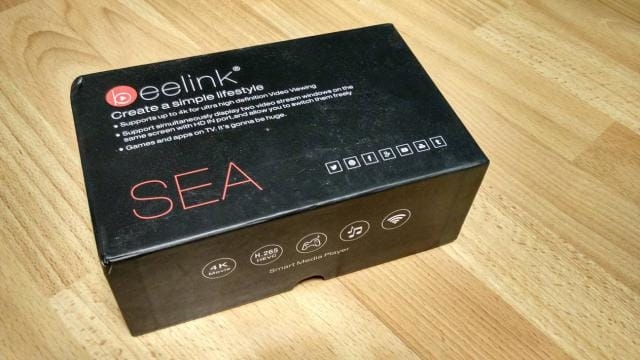 beelink®
Create a simple lifestyle
• Supports up to 4k for ultra high definition Video Viewing
• Support simultaneously display two video stream windows on the
same screen with HD IN port,and allow you to switch them freely
• Games and apps on TV, it's gonna be huge.
SEA
4K
Movie
H.265
HEVC
Smart Media Player